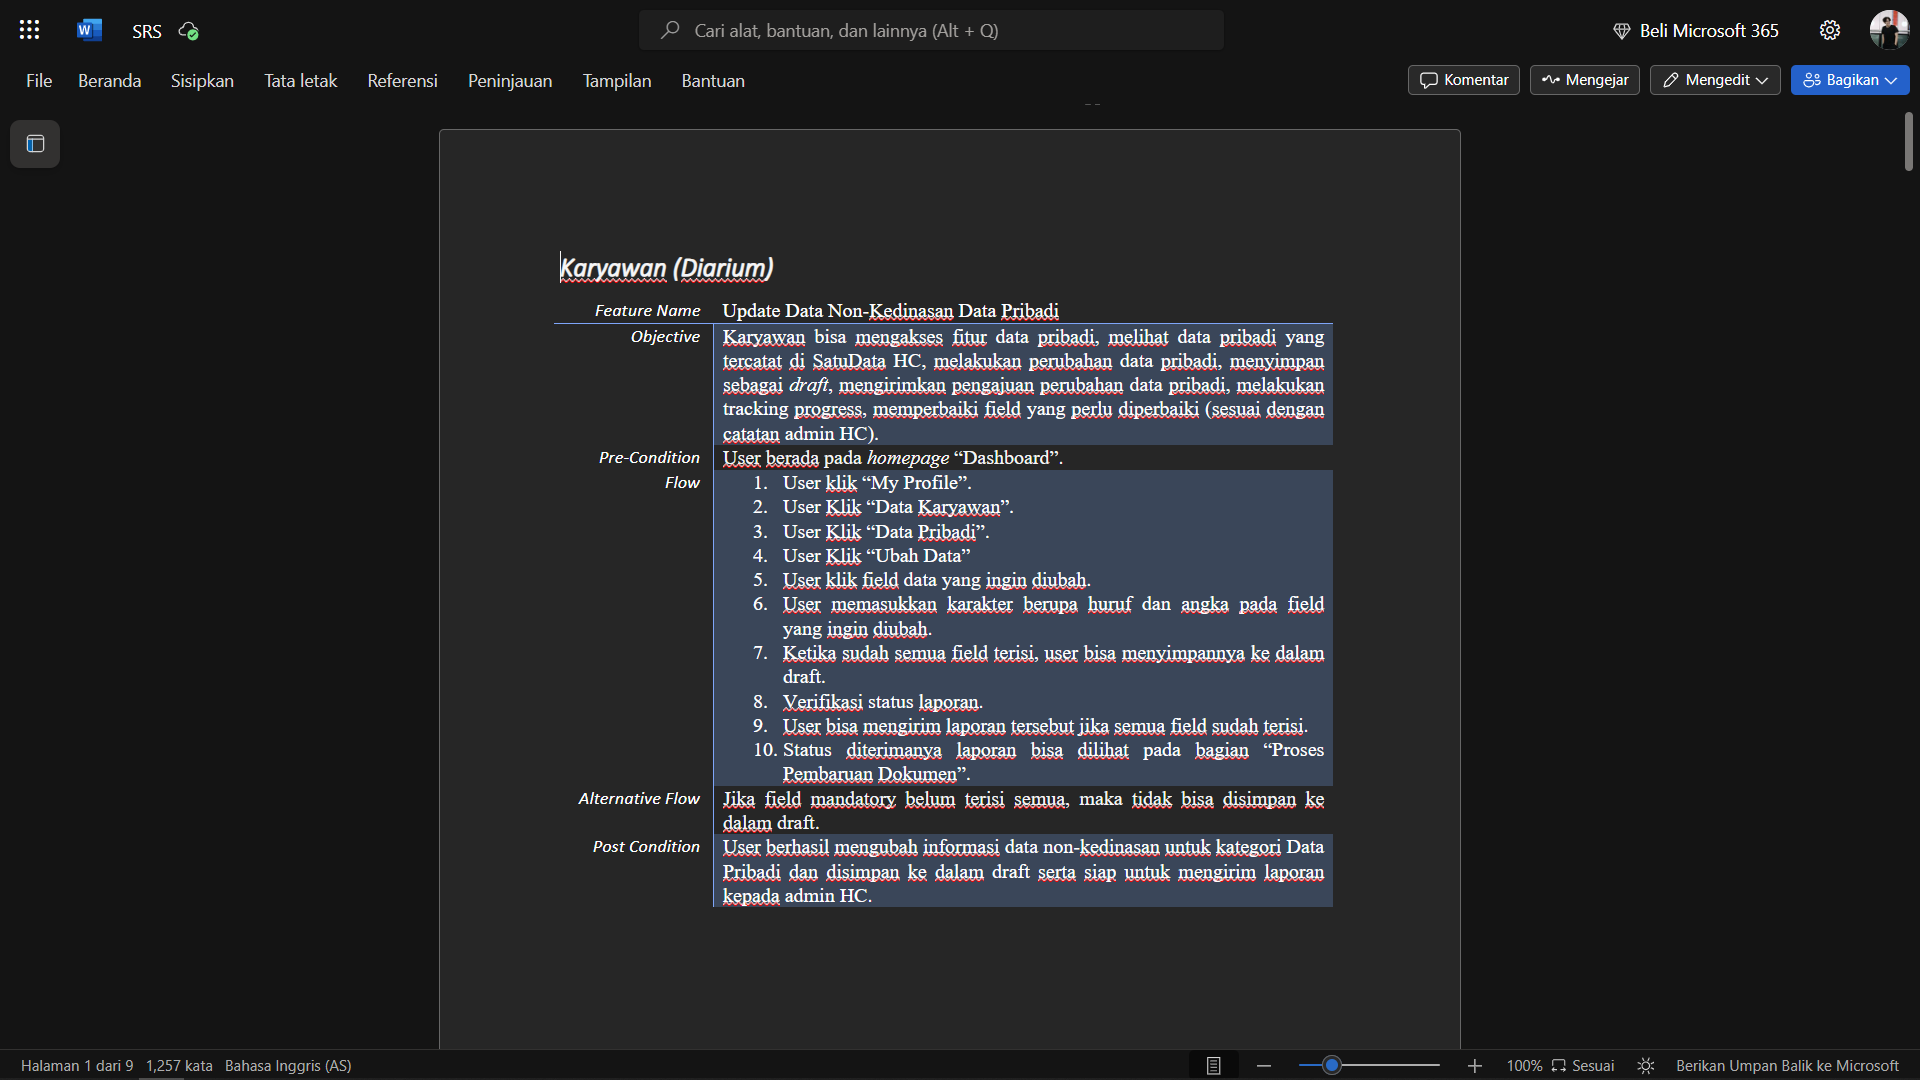 SRS
Cari alat, bantuan, dan lainnya (Alt + Q)
Beli Microsoft 365
File Beranda Sisipkan Tata letak Referensi Peninjauan Tampilan Bantuan
Komentar Mengejar Mengedit Bagikan
Karyawan (Diarium)
Feature Name Update Data Non-Kedinasan Data Pribadi
Objective Karyawan bisa mengakses fitur data pribadi, melihat data pribadi yang
tercatat di SatuData HC, melakukan perubahan data pribadi, menyimpan
sebagai draft, mengirimkan pengajuan perubahan data pribadi, melakukan
tracking progress, memperbaiki field yang perlu diperbaiki (sesuai dengan
catatan admin HC).
Pre-Condition User berada pada homepage “Dashboard”.
Flow 1. User klik “My Profile”.
2. User Klik “Data Karyawan”.
3. User Klik “Data Pribadi”.
4. User Klik “Ubah Data”
5. User klik field data yang ingin diubah.
6. User memasukkan karakter berupa huruf dan angka pada field
yang ingin diubah.
7. Ketika sudah semua field terisi, user bisa menyimpannya ke dalam
draft.
8. Verifikasi status laporan.
9. User bisa mengirim laporan tersebut jika semua field sudah terisi.
10. Status diterimanya laporan bisa dilihat pada bagian “Proses
Pembaruan Dokumen”.
Alternative Flow Jika field mandatory belum terisi semua, maka tidak bisa disimpan ke
dalam draft.
Post Condition User berhasil mengubah informasi data non-kedinasan untuk kategori Data
Pribadi dan disimpan ke dalam draft serta siap untuk mengirim laporan
kepada admin HC.
Halaman 1 dari 9 1,257 kata Bahasa Inggris (AS) 100% Sesuai Berikan Umpan Balik ke Microsoft